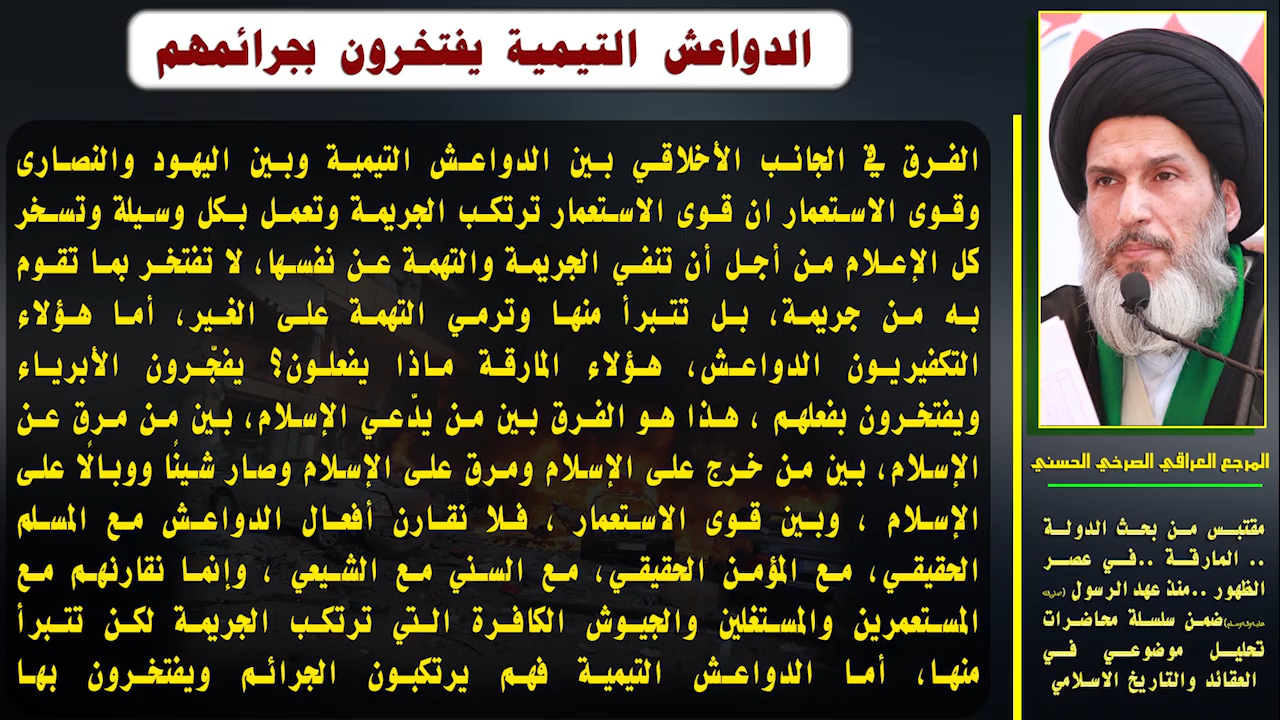 الدواعش التيمية يفتخرون بجرائمهم
الفرق في الجانب الأخلاقي بين الدواعش التيمية وبين اليهود والنصارى
وقوى الاستعمار ان قوى الاستعمار ترتكب الجريمة وتعمل بكل وسيلة وتسخر
كل الإعلام من أجل أن تنفي الجريمة والتهمة عن نفسها، لا تفتخر بما تقوم
به من جريمة، بل تتبرأ منها وترمي التهمة على الغير، أما هؤلاء
التكفيريون الدواعش، هؤلاء المارقة ماذا يفعلون؟ يفجّرون الأبرياء
ويفتخرون بفعلهم ، هذا هو الفرق بين من يدّعي الإسلام، بين من مرق عن
الإسلام، بين من خرج على الإسلام ومرق على الإسلام وصار شينًا ووبالًا على
الإسلام ، وبين قوى الاستعمار ، فلا نقارن أفعال الدواعش مع المسلم
الحقيقي، مع المؤمن الحقيقي، مع السني مع الشيعي ، وإنما نقارنهم مع
المستعمرين والمستغلين والجيوش الكافرة التي ترتكب الجريمة لكن تتبرأ
منها، أما الدواعش التيمية فهم يرتكبون الجرائم ويفتخرون بها
المرجع العراقي الصرخي الحسني
مقتبس من بحث الدولة
.. المارقة ..في عصر
الظهور ..منذ عهد الرسول (صلى الله
عليه وآله وسلم)ضمن سلسلة محاضرات
تحليل موضوعي في
العقائد والتاريخ الاسلامي